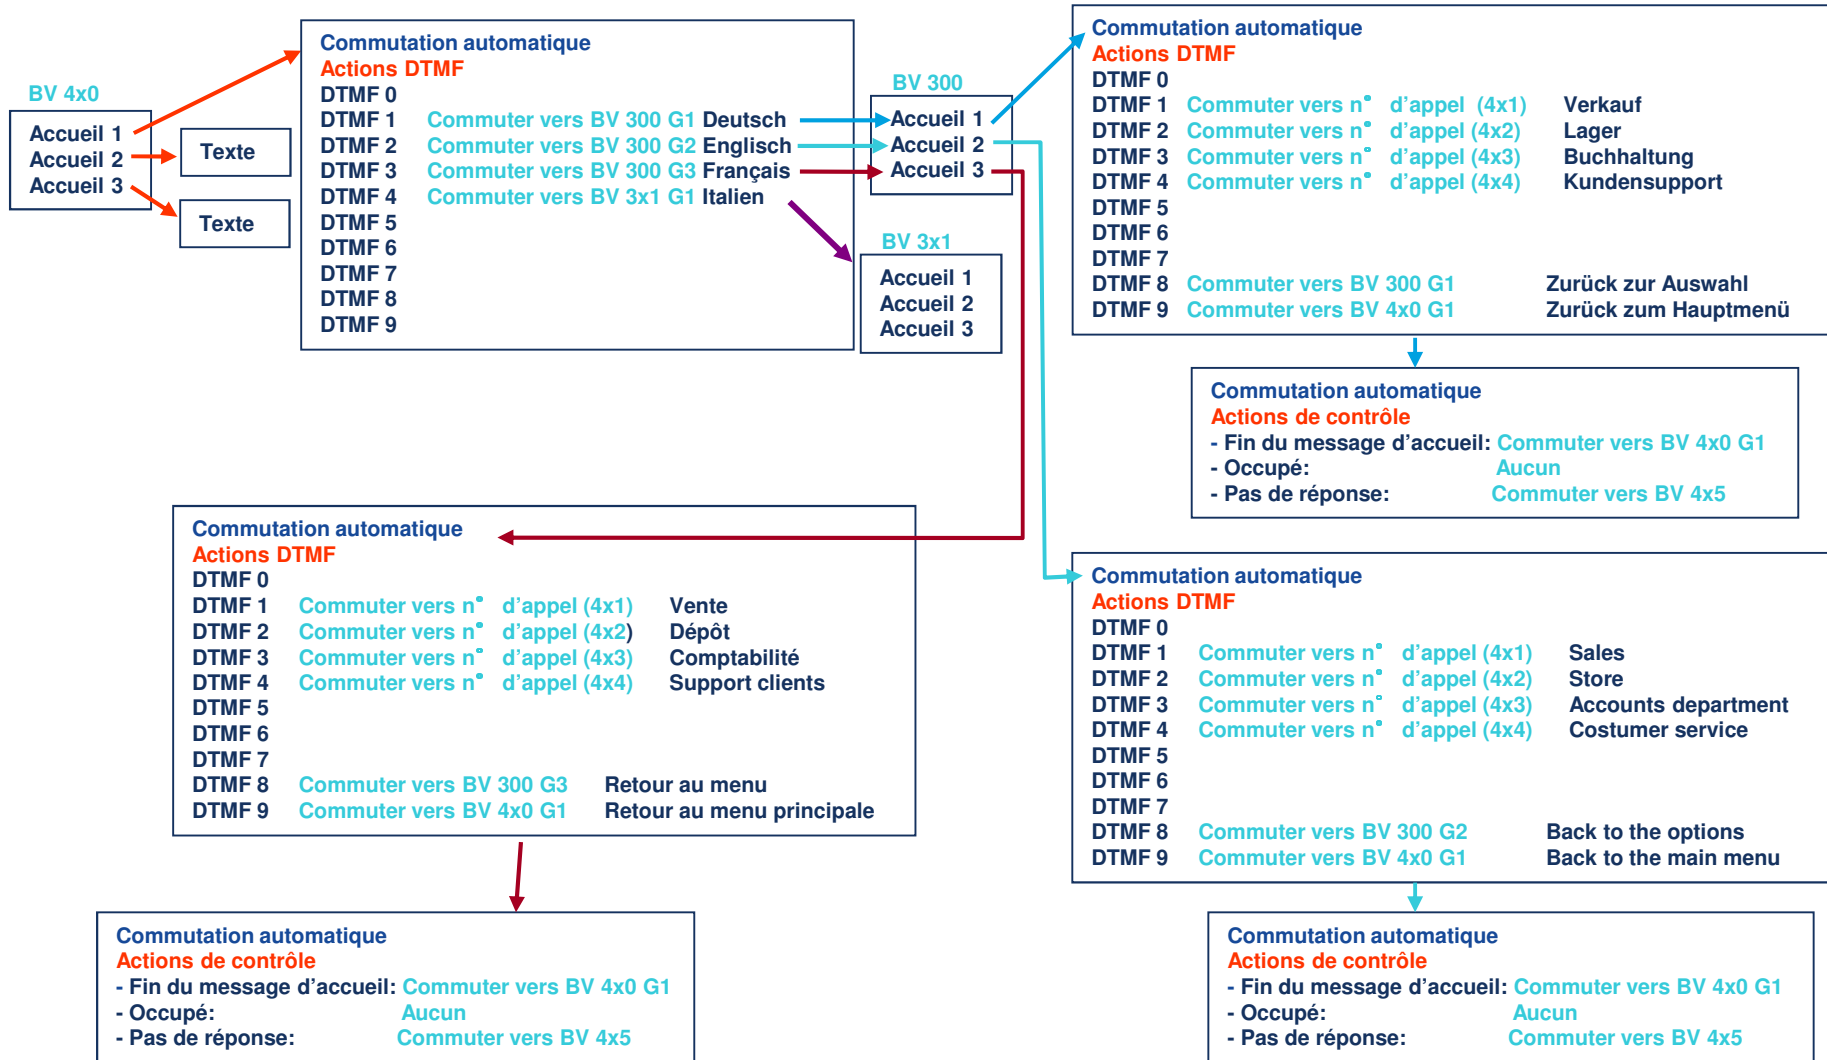 BV 4x0
Accueil 1
Accueil 2
Accueil 3
Texte
Texte
Commutation automatique
Actions DTMF
DTMF 0
DTMF 1 Commuter vers BV 300 G1 Deutsch
DTMF 2 Commuter vers BV 300 G2 Englisch
DTMF 3 Commuter vers BV 300 G3 Français
DTMF 4 Commuter vers BV 3x1 G1 Italien
DTMF 5
DTMF 6
DTMF 7
DTMF 8
DTMF 9
BV 300
Accueil 1
Accueil 2
Accueil 3
BV 3x1
Accueil 1
Accueil 2
Accueil 3
Commutation automatique
Actions DTMF
DTMF 0
DTMF 1 Commuter vers n° d'appel (4x1) Verkauf
DTMF 2 Commuter vers n° d'appel (4x2) Lager
DTMF 3 Commuter vers n° d'appel (4x3) Buchhaltung
DTMF 4 Commuter vers n° d'appel (4x4) Kundensupport
DTMF 5
DTMF 6
DTMF 7
DTMF 8 Commuter vers BV 300 G1 Zurück zur Auswahl
DTMF 9 Commuter vers BV 4x0 G1 Zurück zum Hauptmenü
Commutation automatique
Actions de contrôle
- Fin du message d'accueil: Commuter vers BV 4x0 G1
- Occupé: Aucun
- Pas de réponse: Commuter vers BV 4x5
Commutation automatique
Actions DTMF
DTMF 0
DTMF 1 Commuter vers n° d'appel (4x1) Vente
DTMF 2 Commuter vers n° d'appel (4x2) Dépôt
DTMF 3 Commuter vers n° d'appel (4x3) Comptabilité
DTMF 4 Commuter vers n° d'appel (4x4) Support clients
DTMF 5
DTMF 6
DTMF 7
DTMF 8 Commuter vers BV 300 G3 Retour au menu
DTMF 9 Commuter vers BV 4x0 G1 Retour au menu principale
Commutation automatique
Actions de contrôle
- Fin du message d'accueil: Commuter vers BV 4x0 G1
- Occupé: Aucun
- Pas de réponse: Commuter vers BV 4x5
Commutation automatique
Actions DTMF
DTMF 0
DTMF 1 Commuter vers n° d'appel (4x1) Sales
DTMF 2 Commuter vers n° d'appel (4x2) Store
DTMF 3 Commuter vers n° d'appel (4x3) Accounts department
DTMF 4 Commuter vers n° d'appel (4x4) Costumer service
DTMF 5
DTMF 6
DTMF 7
DTMF 8 Commuter vers BV 300 G2 Back to the options
DTMF 9 Commuter vers BV 4x0 G1 Back to the main menu
Commutation automatique
Actions de contrôle
- Fin du message d'accueil: Commuter vers BV 4x0 G1
- Occupé: Aucun
- Pas de réponse: Commuter vers BV 4x5